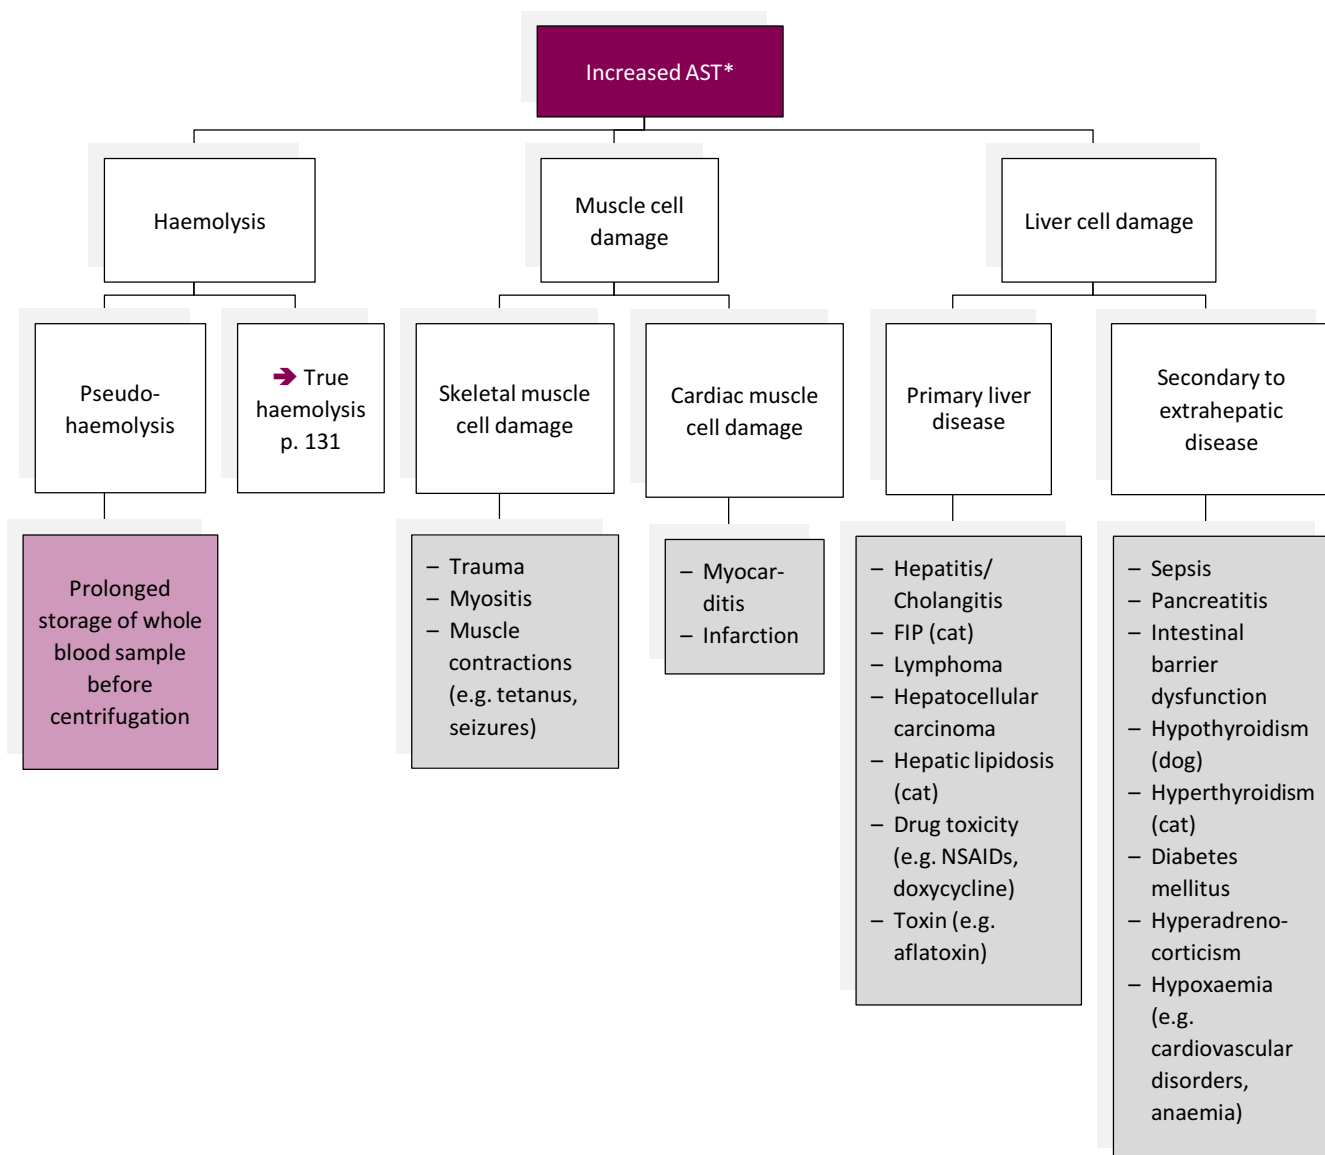 Increased AST*
Haemolysis
Muscle cell
damage
Liver cell damage
Pseudo-
haemolysis
➔ True
haemolysis
p. 131
Skeletal muscle
cell damage
Cardiac muscle
cell damage
Primary liver
disease
Secondary to
extrahepatic
disease
Prolonged
storage of whole
blood sample
before
centrifugation
– Trauma
– Myositis
– Muscle
contractions
(e.g. tetanus,
seizures)
– Myocar-
ditis
– Infarction
– Hepatitis/
Cholangitis
– FIP (cat)
– Lymphoma
– Hepatocellular
carcinoma
– Hepatic lipidosis
(cat)
– Drug toxicity
(e.g. NSAIDs,
doxycycline)
– Toxin (e.g.
aflatoxin)
– Sepsis
– Pancreatitis
– Intestinal
barrier
dysfunction
– Hypothyroidism
(dog)
– Hyperthyroidism
(cat)
– Diabetes
mellitus
– Hyperadreno-
corticism
– Hypoxaemia
(e.g.
cardiovascular
disorders,
anaemia)